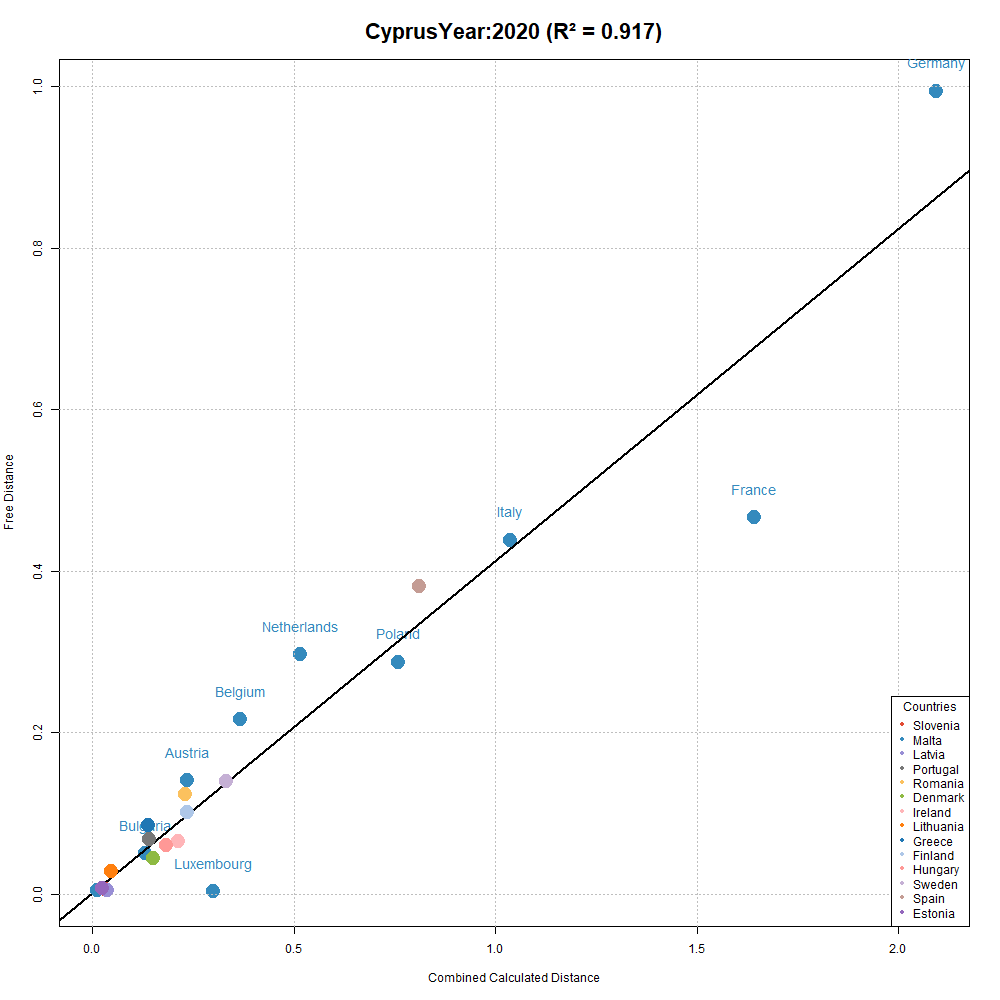 CyprusYear:2020 (R² = 0.917)
Germany
1.0
0.8
0.6
France
Italy
Free Distance
0.4
Netherlands
Poland
Belgium
0.2
Austria
Bulgaria
Luxembourg
0.0
Countries
Slovenia
Malta
Latvia
Portugal
Romania
Denmark
Ireland
Lithuania
Greece
Finland
Hungary
Sweden
Spain
Estonia
0.0 0.5 1.0 1.5 2.0
Combined Calculated Distance